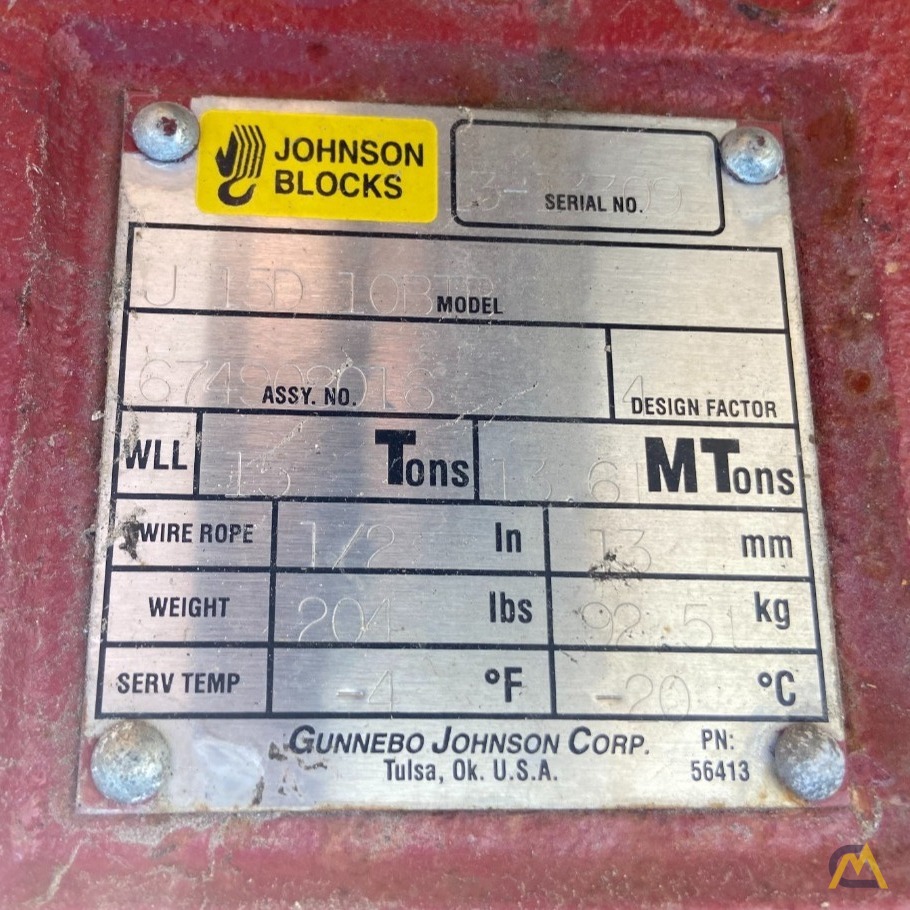 JOHNSON
BLOCKS
SERIAL NO.
J 15D 10BTB
MODEL
ASSY. NO.
4
DESIGN FACTOR
WLL 15 Tons 13.61 MTons
WIRE ROPE 1/2 In 13 mm
WEIGHT 204 lbs 92.51 kg
SERV TEMP -4 °F -20 °C
GUNNEBO JOHNSON CORP. PN:
Tulsa, Ok. U.S.A. 56413